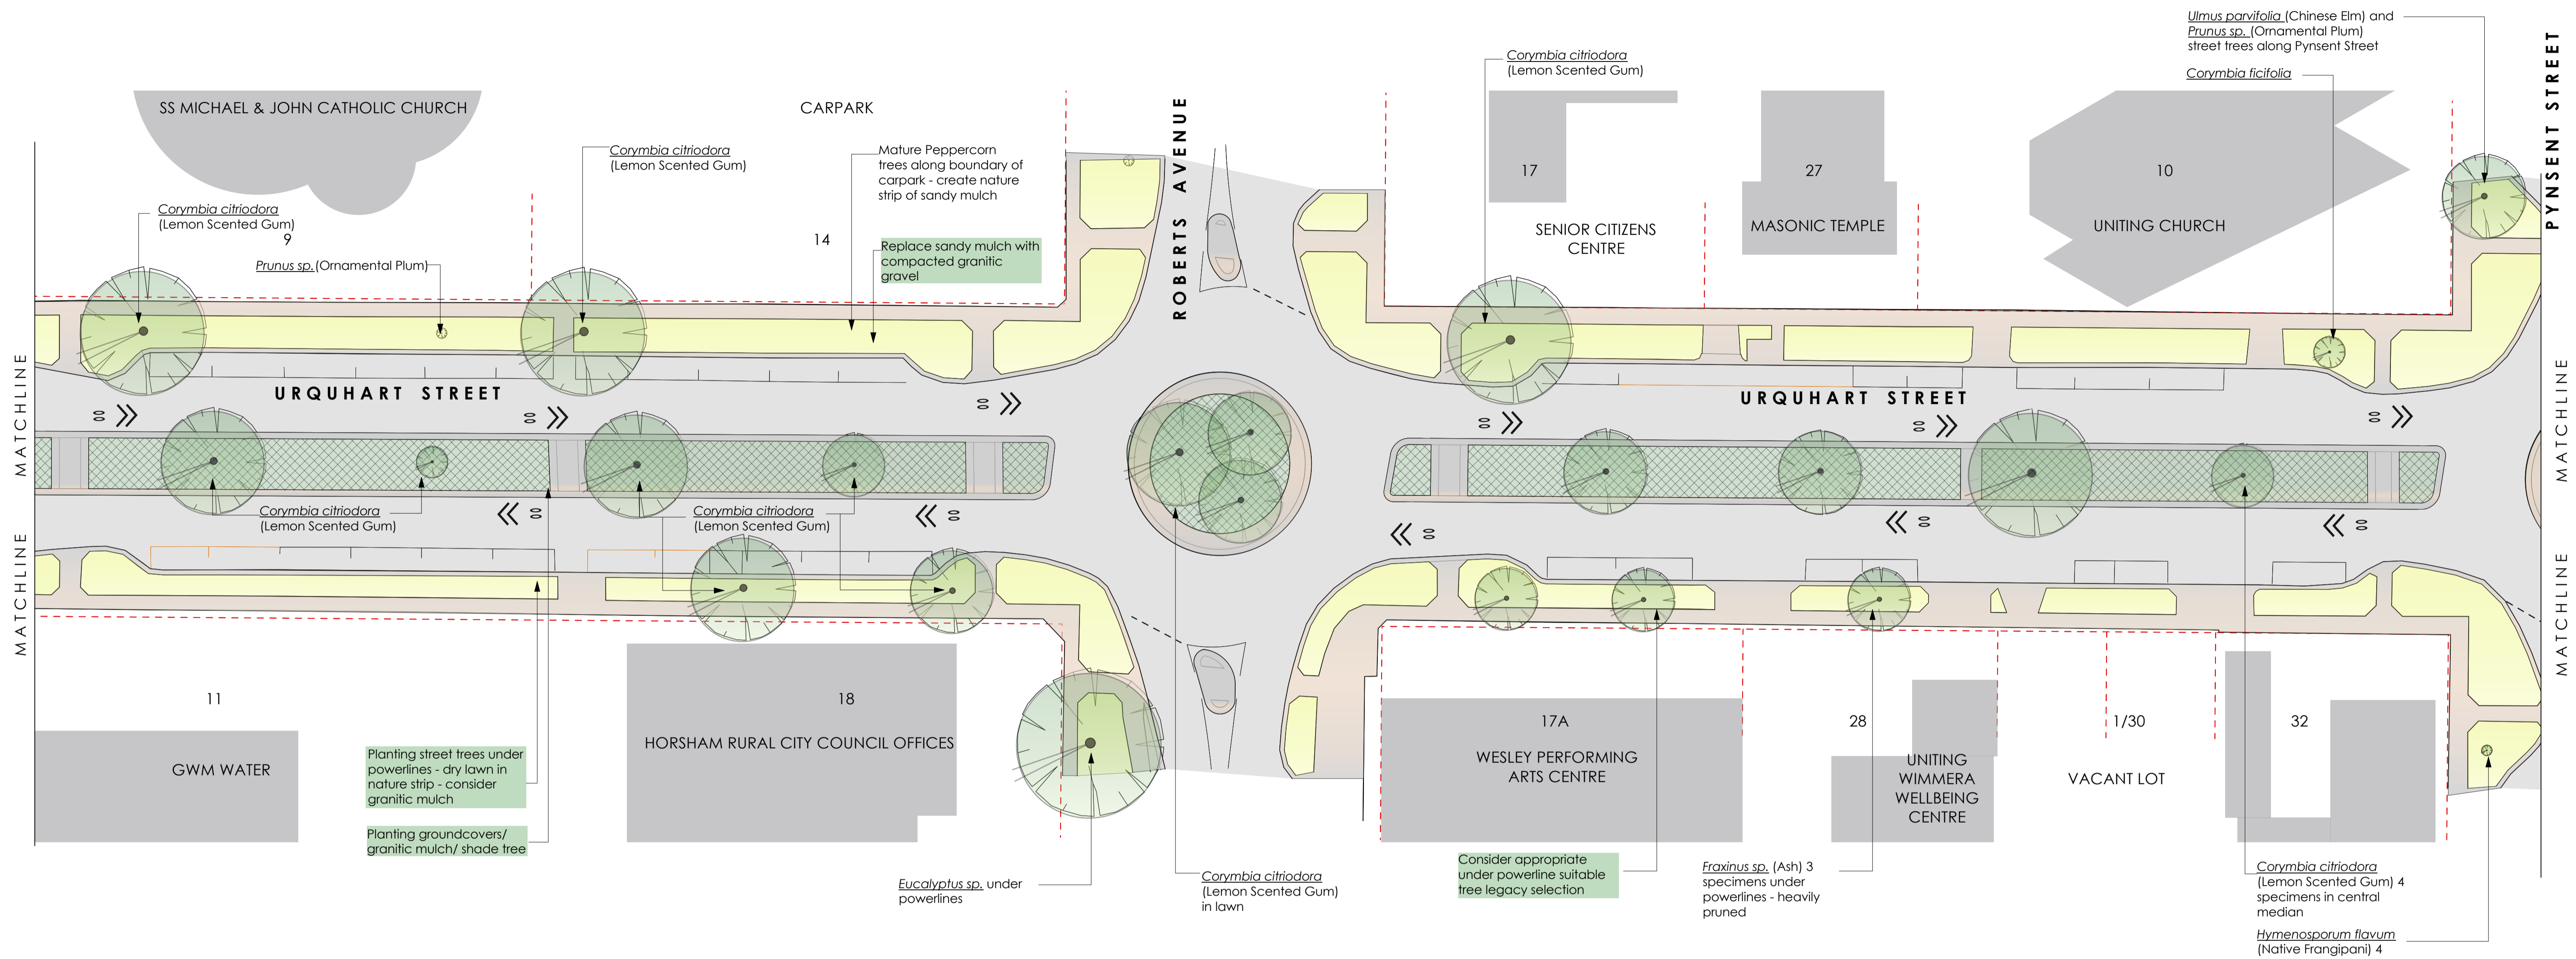 Ulmus parvifolia (Chinese Elm) and
Prunus sp. (Ornamental Plum)
street trees along Pynsent Street
Corymbia ficifolia
PYNSENT STREET
Corymbia citriodora
(Lemon Scented Gum)
SS MICHAEL & JOHN CATHOLIC CHURCH
CARPARK
ROBERTS AVENUE
Corymbia citriodora
(Lemon Scented Gum)
Mature Peppercorn
trees along boundary of
carpark - create nature
strip of sandy mulch
17
27
10
SENIOR CITIZENS
CENTRE
MASONIC TEMPLE
UNITING CHURCH
Corymbia citriodora
(Lemon Scented Gum)
9
14
Replace sandy mulch with
compacted granitic
gravel
Prunus sp. (Ornamental Plum)
URQUHART STREET
URQUHART STREET
MATCHLINE
MATCHLINE
Corymbia citriodora
(Lemon Scented Gum)
Corymbia citriodora
(Lemon Scented Gum)
MATCHLINE
MATCHLINE
11
GWM WATER
18
HORSHAM RURAL CITY COUNCIL OFFICES
17A
WESLEY PERFORMING
ARTS CENTRE
28
UNITING
WIMMERA
WELLBEING
CENTRE
1/30
VACANT LOT
32
Planting street trees under
powerlines - dry lawn in
nature strip - consider
granitic mulch
Planting groundcovers/
granitic mulch/ shade tree
Eucalyptus sp. under
powerlines
Corymbia citriodora
(Lemon Scented Gum)
in lawn
Consider appropriate
under powerline suitable
tree legacy selection
Fraxinus sp. (Ash) 3
specimens under
powerlines - heavily
pruned
Corymbia citriodora
(Lemon Scented Gum) 4
specimens in central
median
Hymenosporum flavum
(Native Frangipani) 4